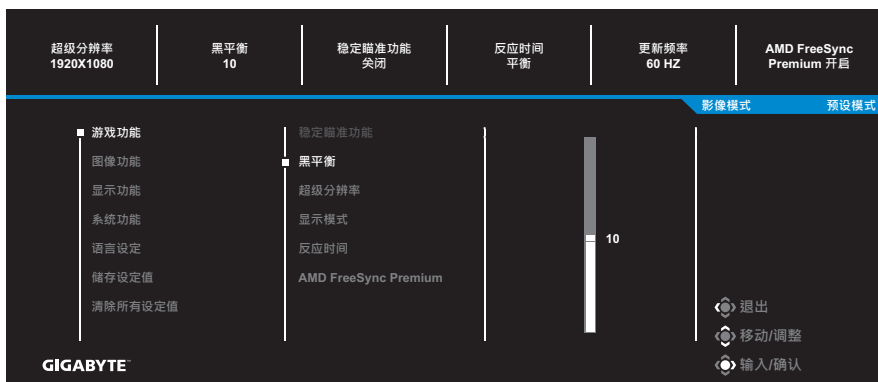 超级分辨率
1920X1080
黑平衡
10
稳定瞄准功能
关闭
反应时间
平衡
更新频率
60 HZ
AMD FreeSync
Premium 开启
影像模式
预设模式
游戏功能
图像功能
显示功能
系统功能
语言设定
储存设定值
清除所有设定值
稳定瞄准功能
黑平衡
超级分辨率
显示模式
反应时间
AMD FreeSync Premium
10
退出
移动/调整
输入/确认
GIGABYTE™